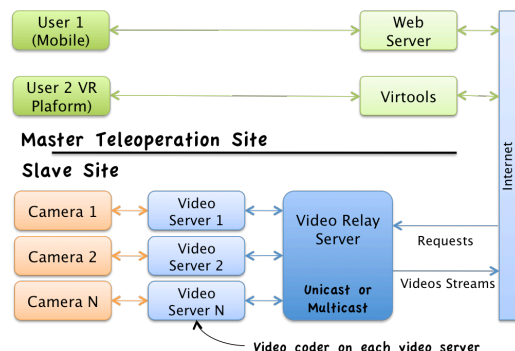 User 1
(Mobile)
Web
Server
User 2 VR
Plaform)
Virtools
Internet
Master Teleoperation Site
Slave Site
Camera 1
Video
Server 1
Camera 2
Video
Server 2
Camera N
Video
Server N
Video Relay
Server
Unicast or
Multicast
Requests
Videos Streams
Video coder on each video server